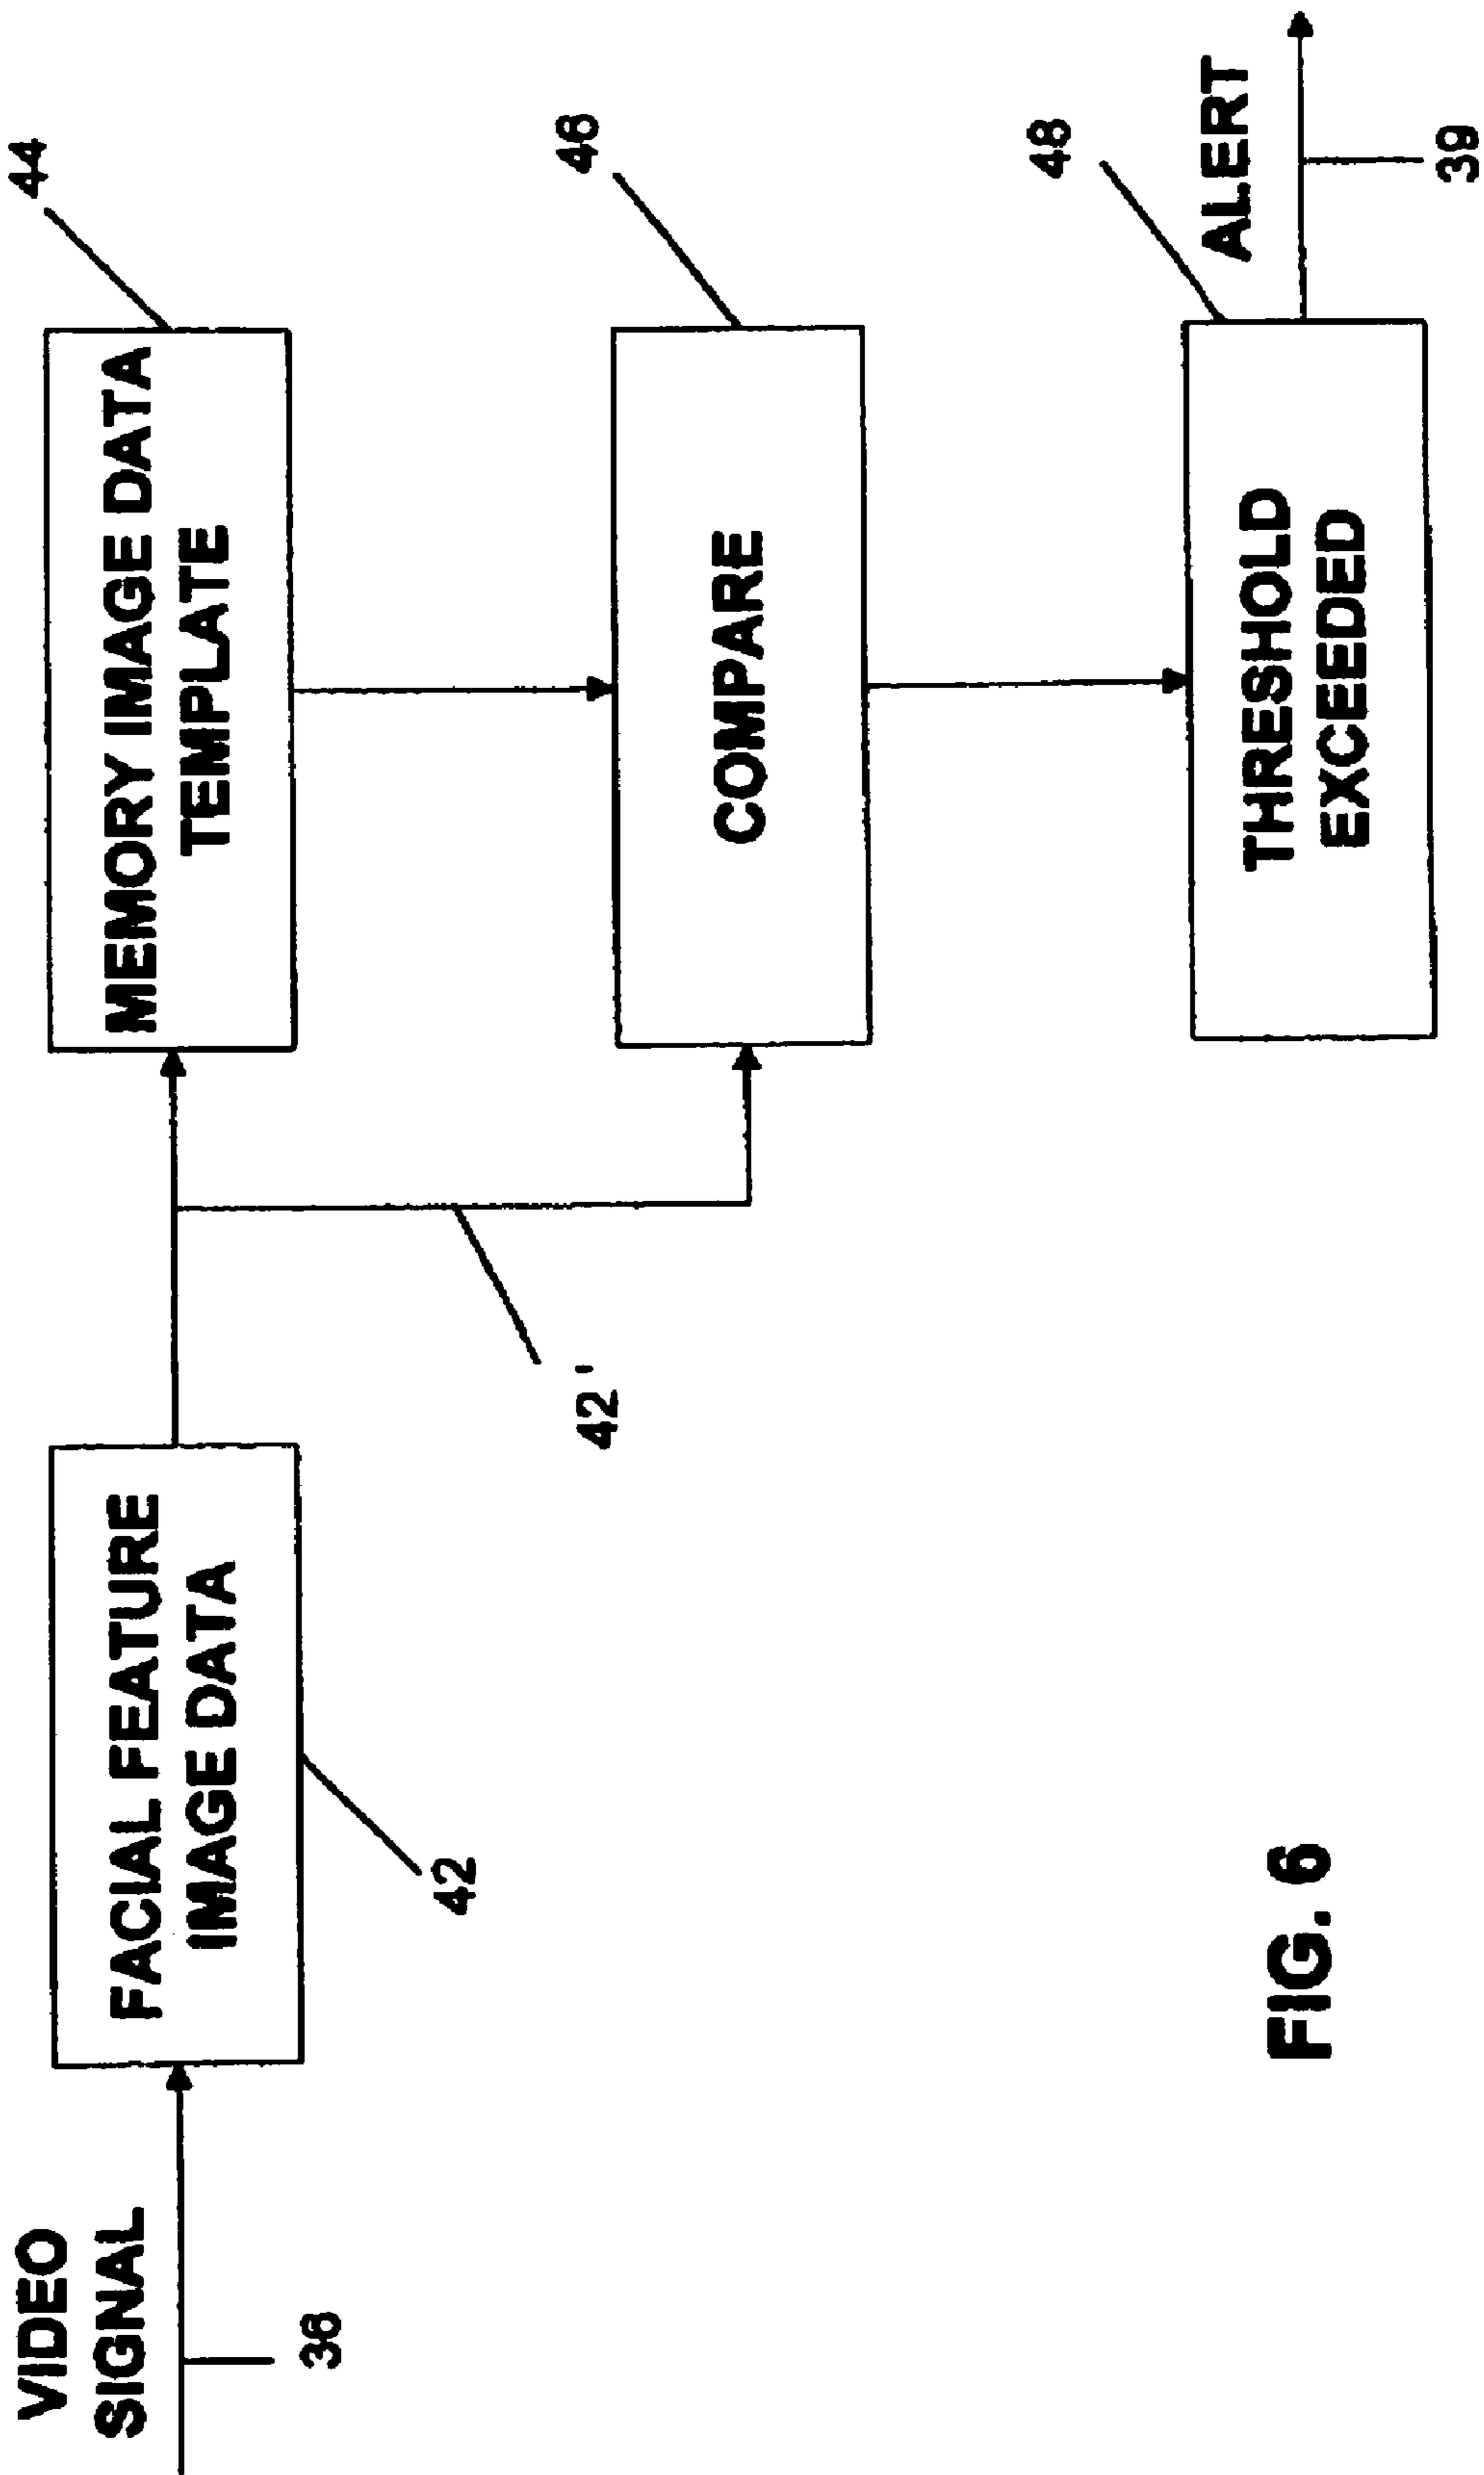 VIDEO
SIGNAL
36
FACIAL FEATURE
IMAGE DATA
42
42'
MEMORY IMAGE DATA
TEMPLATE
44
COMPARE
46
THRESHOLD
EXCEEDED
48
ALERT
39
FIG. 6